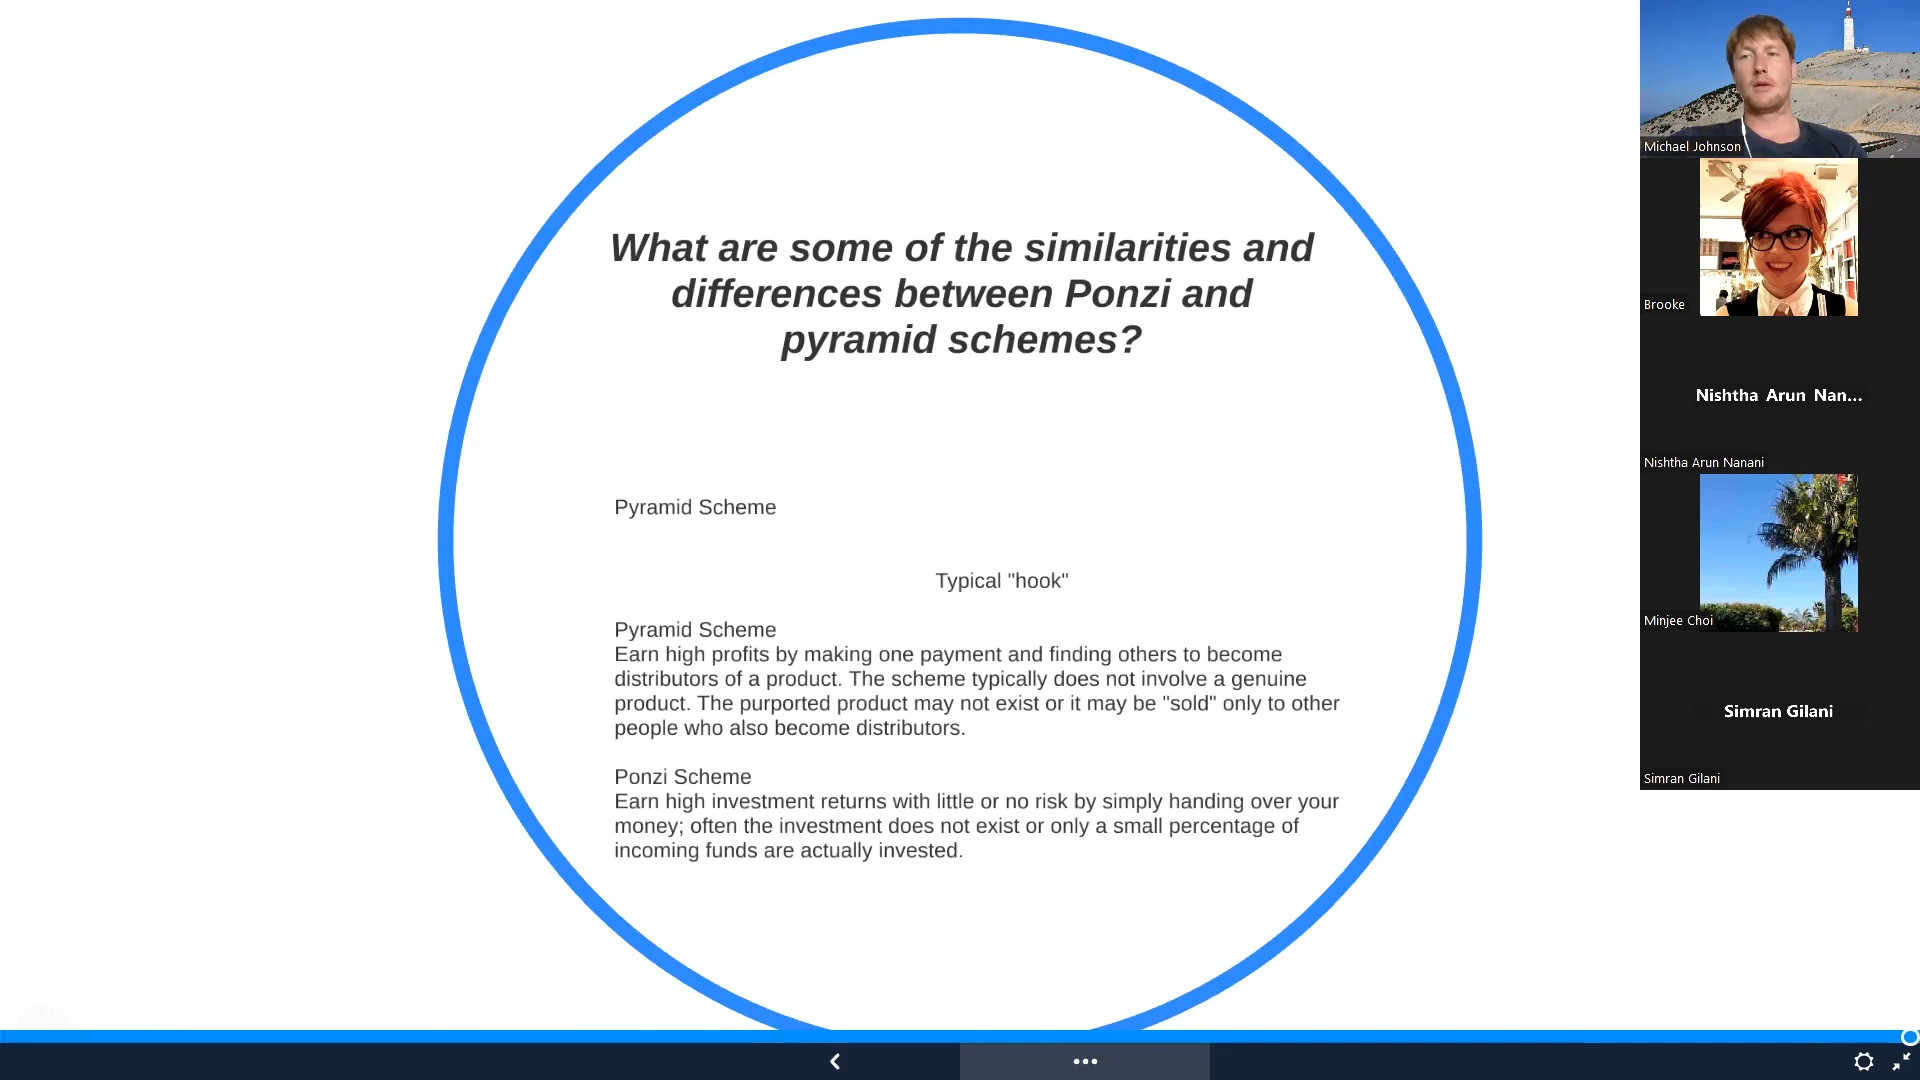 What are some of the similarities and
differences between Ponzi and
pyramid schemes?
Pyramid Scheme
Typical "hook"
Pyramid Scheme
Earn high profits by making one payment and finding others to become
distributors of a product. The scheme typically does not involve a genuine
product. The purported product may not exist or it may be "sold" only to other
people who also become distributors.
Ponzi Scheme
Earn high investment returns with little or no risk by simply handing over your
money; often the investment does not exist or only a small percentage of
incoming funds are actually invested.
Michael Johnson
Brooke
Nishtha Arun Nan...
Nishtha Arun Nanani
Minjee Choi
Simran Gilani
Simran Gilani